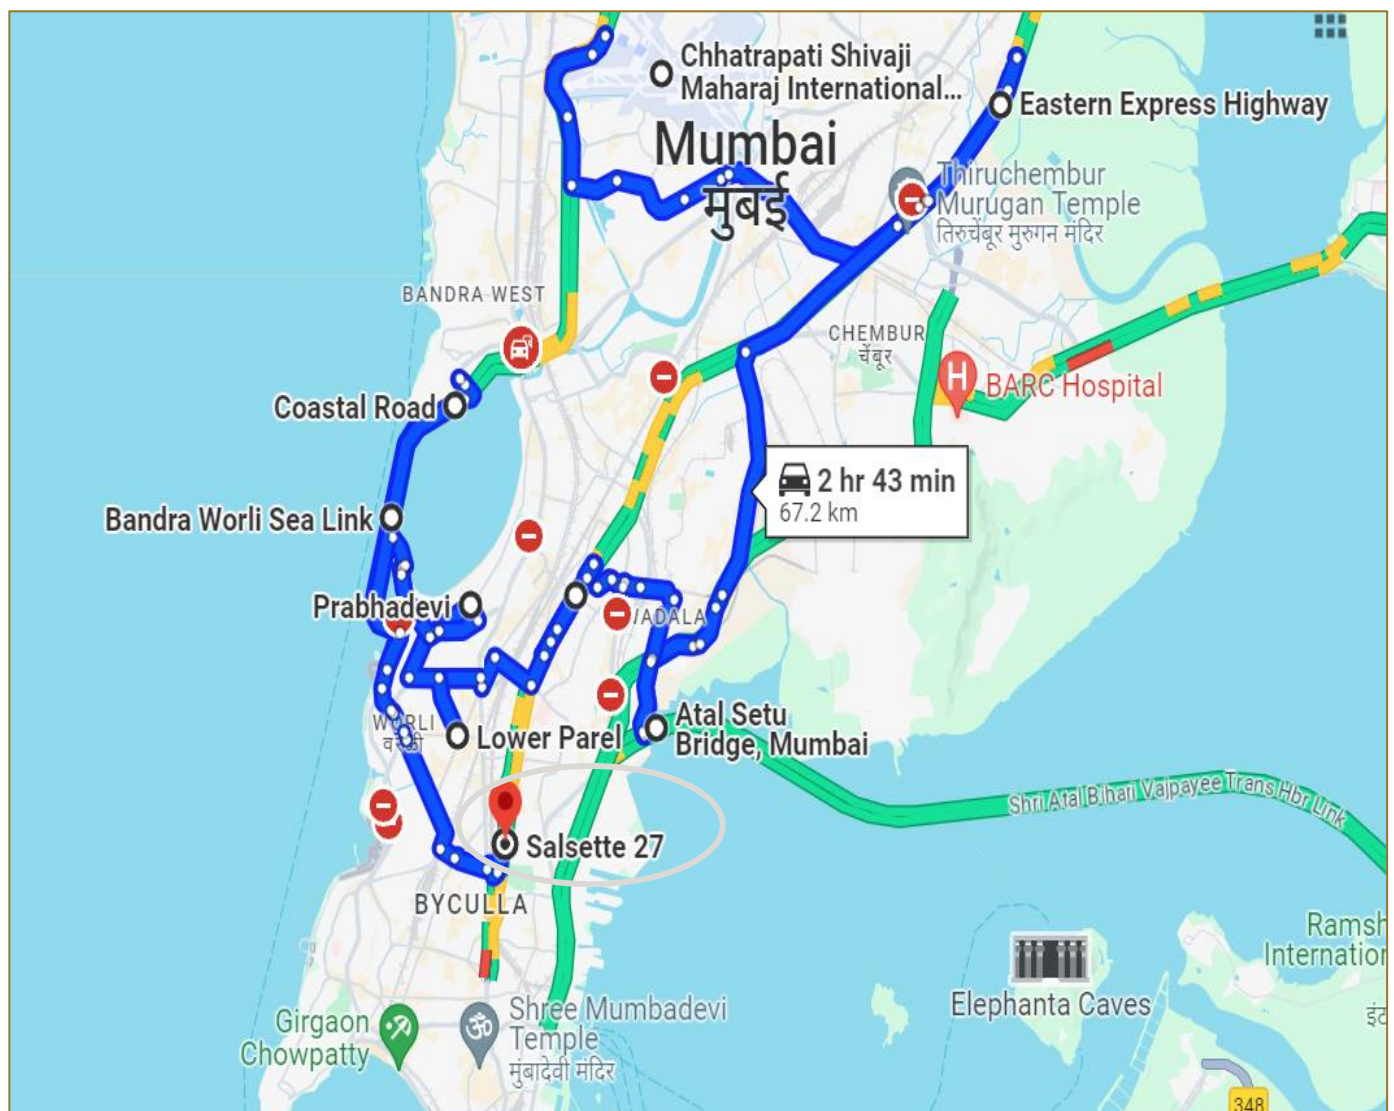 Chhatrapati Shivaji
Maharaj International...
Eastern Express Highway
Mumbai
मुंबई
Thiruchembur
Murugan Temple
तिरुचेंबूर मुरुगन मंदिर
BANDRA WEST
CHEMBUR
चेंबूर
H
BARC Hospital
Coastal Road
2 hr 43 min
67.2 km
Bandra Worli Sea Link
Prabhadevi
WADALA
Atal Setu
Bridge, Mumbai
WORLI
Lower Parel
Shri Atal Bihari Vajpayee Trans Hbr Link
Salsette 27
BYCULLA
Ramsh
Internation
Elephanta Caves
Shree Mumbadevi
Temple
मुंबादेवी मंदिर
Girgaon
Chowpatty
348